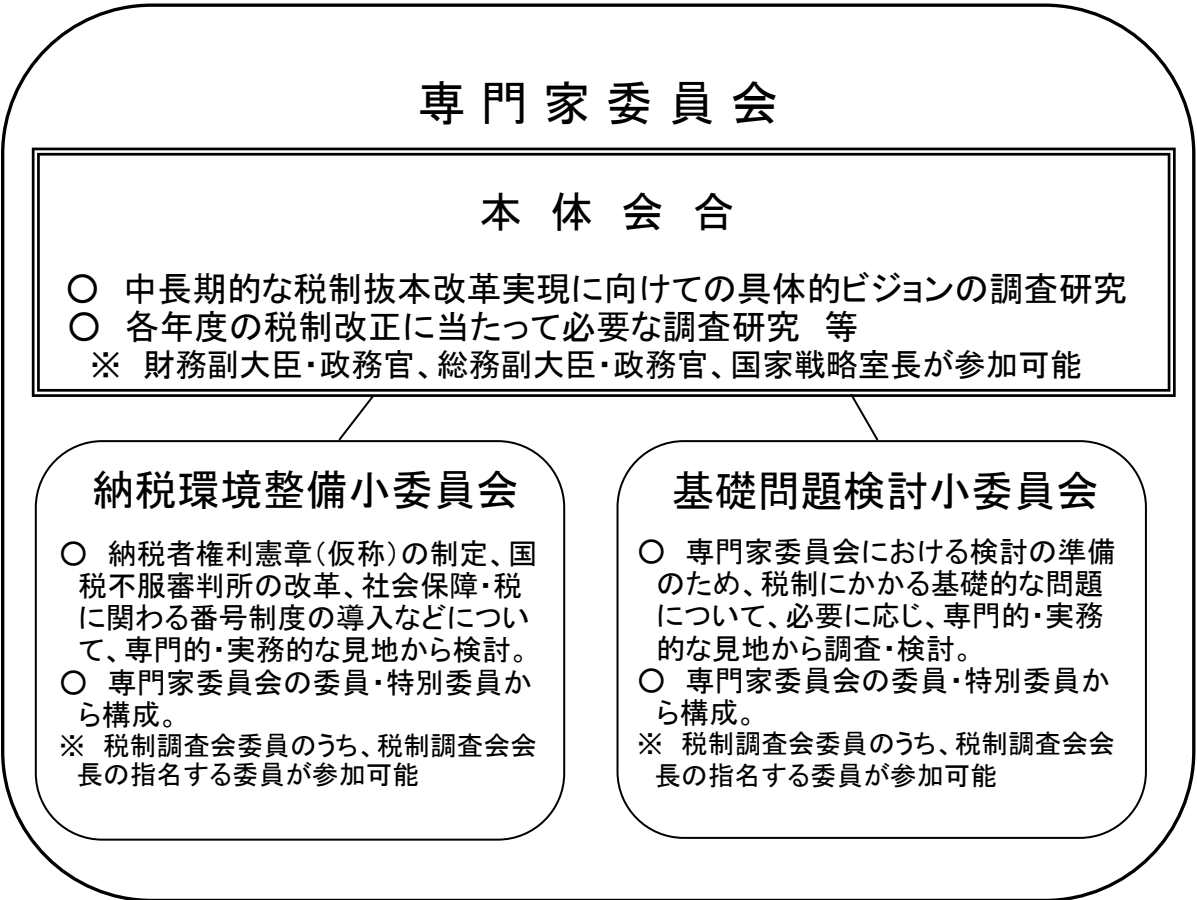 専門家委員会
本体会合
○ 中長期的な税制抜本改革実現に向けての具体的ビジョンの調査研究
○ 各年度の税制改正に当たって必要な調査研究 等
※ 財務副大臣・政務官、総務副大臣・政務官、国家戦略室長が参加可能
納税環境整備小委員会
○ 納税者権利憲章(仮称)の制定、国
税不服審判所の改革、社会保障・税
に関わる番号制度の導入などについ
て、専門的・実務的な見地から検討。
○ 専門家委員会の委員・特別委員か
ら構成。
※ 税制調査会委員のうち、税制調査会会
長の指名する委員が参加可能
基礎問題検討小委員会
○ 専門家委員会における検討の準備
のため、税制にかかる基礎的な問題
について、必要に応じ、専門的・実務
的な見地から調査・検討。
○ 専門家委員会の委員・特別委員か
ら構成。
※ 税制調査会委員のうち、税制調査会会
長の指名する委員が参加可能